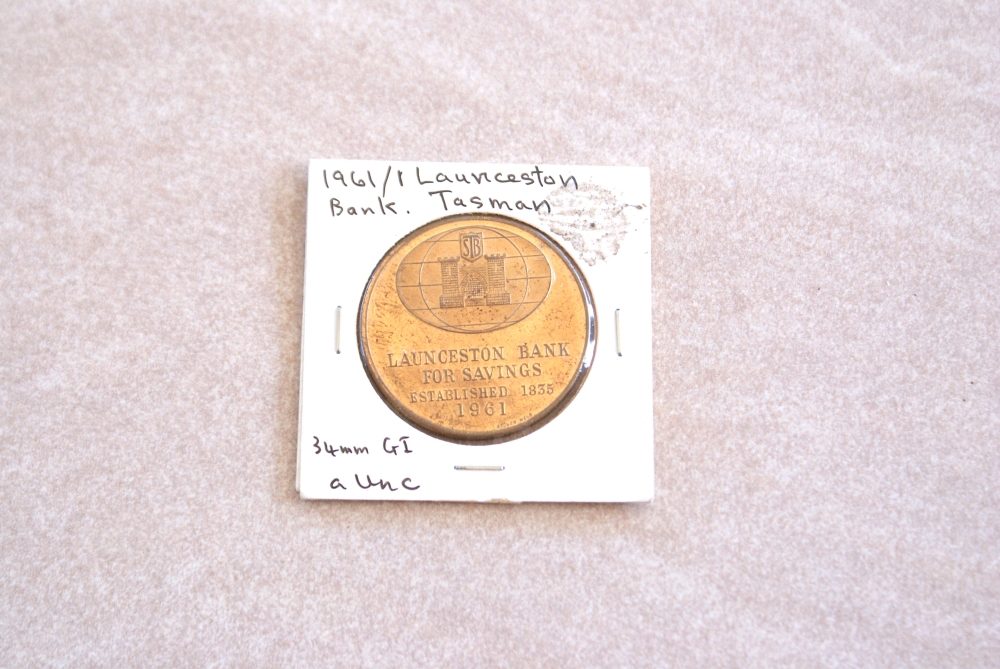 1961/1 Launceston
Bank. Tasman
STB
LAUNCESTON BANK
FOR SAVINGS
ESTABLISHED 1835
1961
34mm GI
a Unc